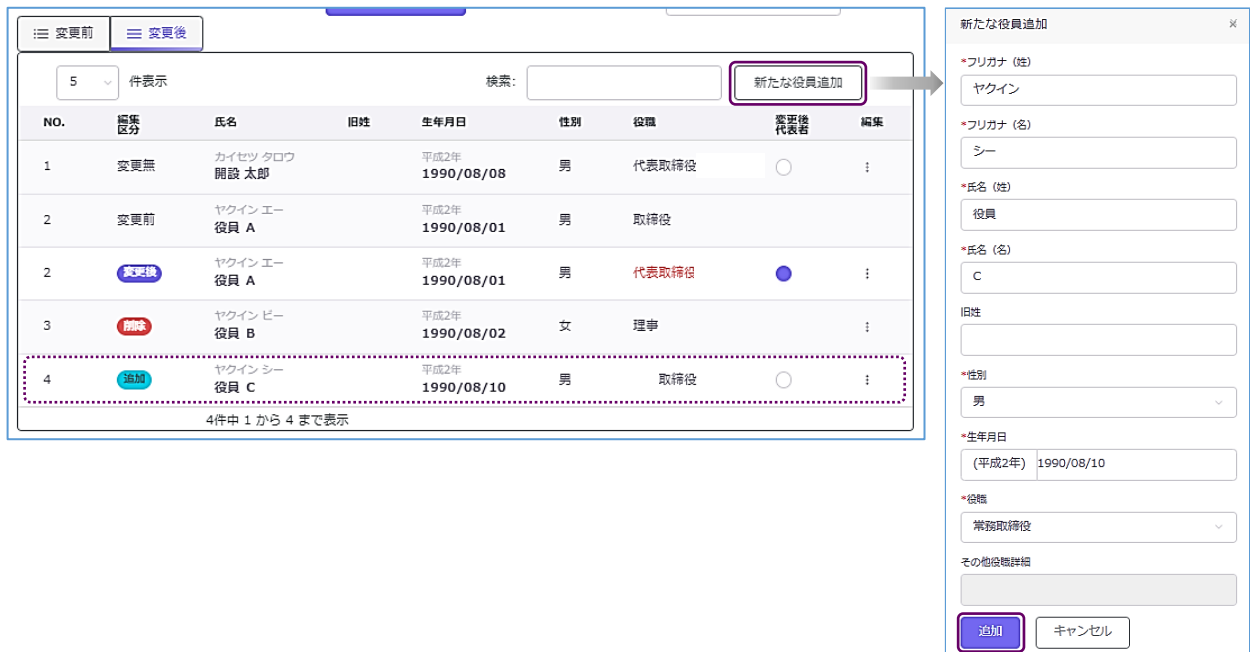 変更前
変更後
5 件表示
検索：
新たな役員追加
NO. 編集区分 氏名 旧姓 生年月日 性別 役職 変更後代表者 編集
カイセツ タロウ 平成2年
1 変更無 開設 太郎 1990/08/08 男 代表取締役
ヤクイン エー 平成2年
2 変更前 役員 A 1990/08/01 男 取締役
ヤクイン エー 平成2年
2 変更後 役員 A 1990/08/01 男 代表取締役
ヤクイン ビー 平成2年
3 削除 役員 B 1990/08/02 女 理事
ヤクイン シー 平成2年
4 追加 役員 C 1990/08/10 男 取締役
4件中 1 から 4 まで表示
新たな役員追加
*フリガナ（姓）
ヤクイン
*フリガナ（名）
シー
*氏名（姓）
役員
*氏名（名）
C
旧姓
*性別
男
*生年月日
(平成2年) 1990/08/10
*役職
常務取締役
その他役職詳細
追加 キャンセル